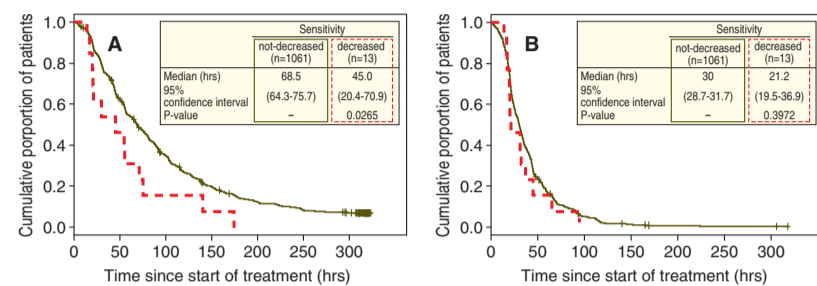 A
Sensitivity
not-decreased decreased
(n=1061) (n=13)
Median (hrs) 68.5 45.0
95%
confidence interval (64.3-75.7) (20.4-70.9)
P-value – 0.0265
Cumulative porportion of patients
1.0
0.8
0.6
0.4
0.2
0.0
0 50 100 150 200 250 300
Time since start of treatment (hrs)
B
Sensitivity
not-decreased decreased
(n=1061) (n=13)
Median (hrs) 30 21.2
95%
confidence interval (28.7-31.7) (19.5-36.9)
P-value – 0.3972
Cumulative porportion of patients
1.0
0.8
0.6
0.4
0.2
0.0
0 50 100 150 200 250 300
Time since start of treatment (hrs)